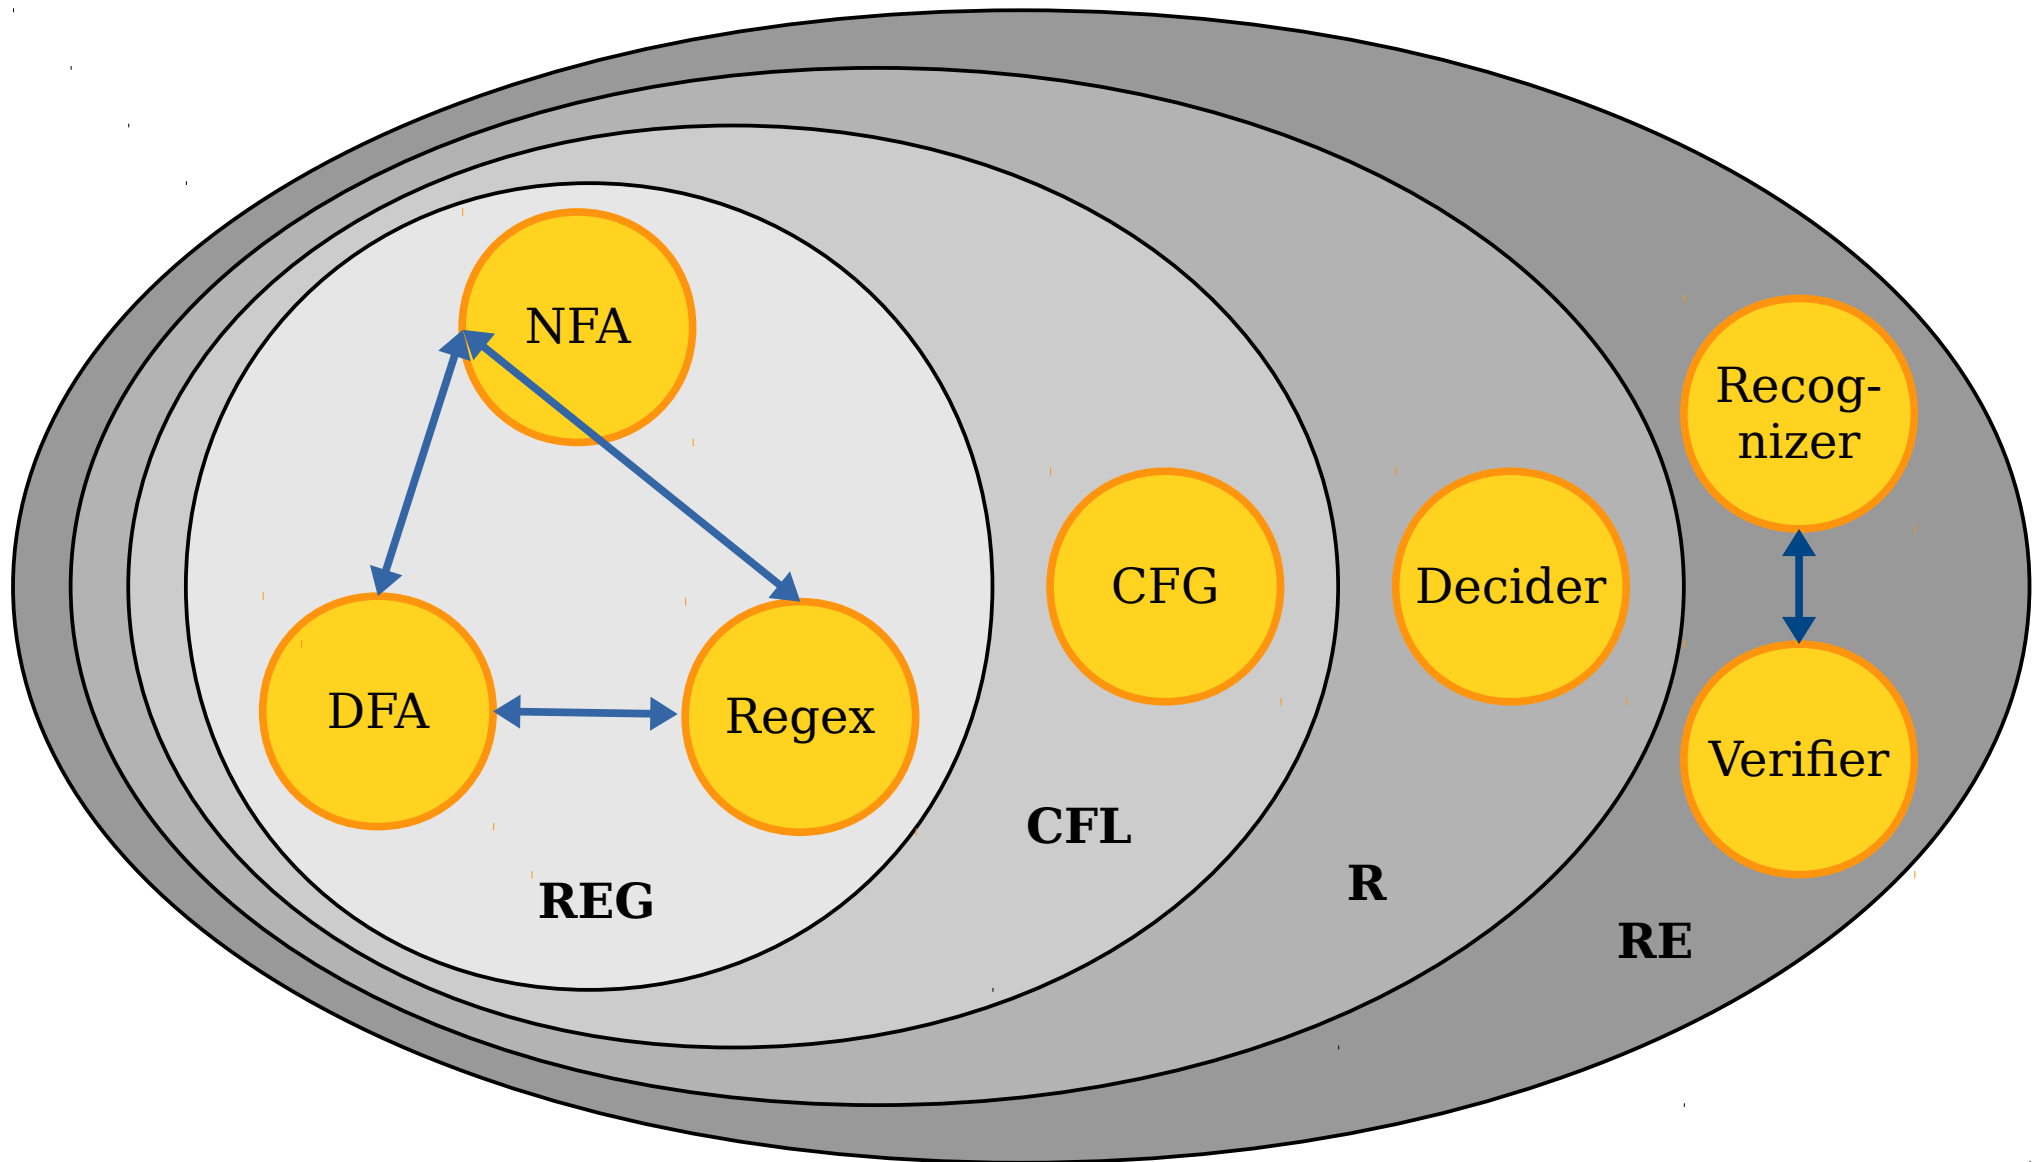 NFA
DFA
Regex
REG
CFG
CFL
Decider
R
Recog-
nizer
Verifier
RE